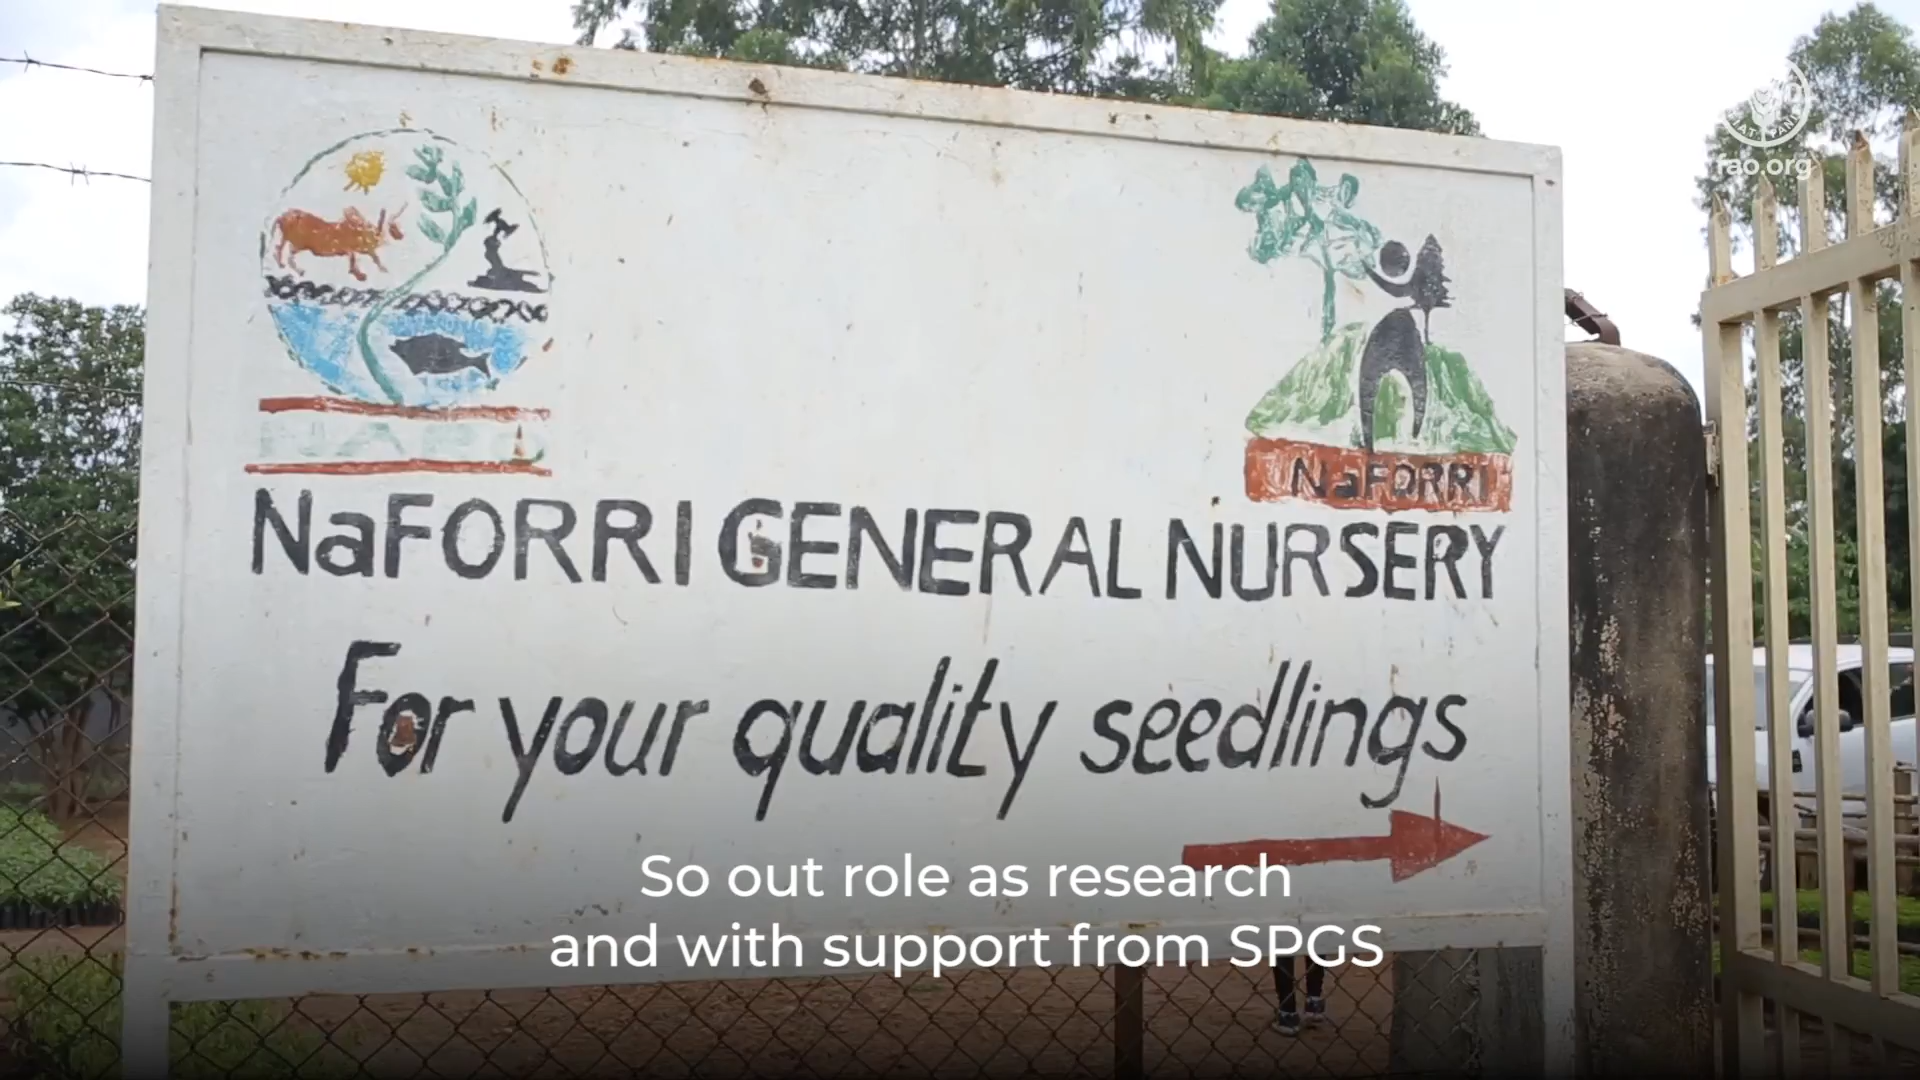 fao.org
NARO
NaFORRI
NaFORRI GENERAL NURSERY
For your quality seedlings
So out role as research
and with support from SPGS